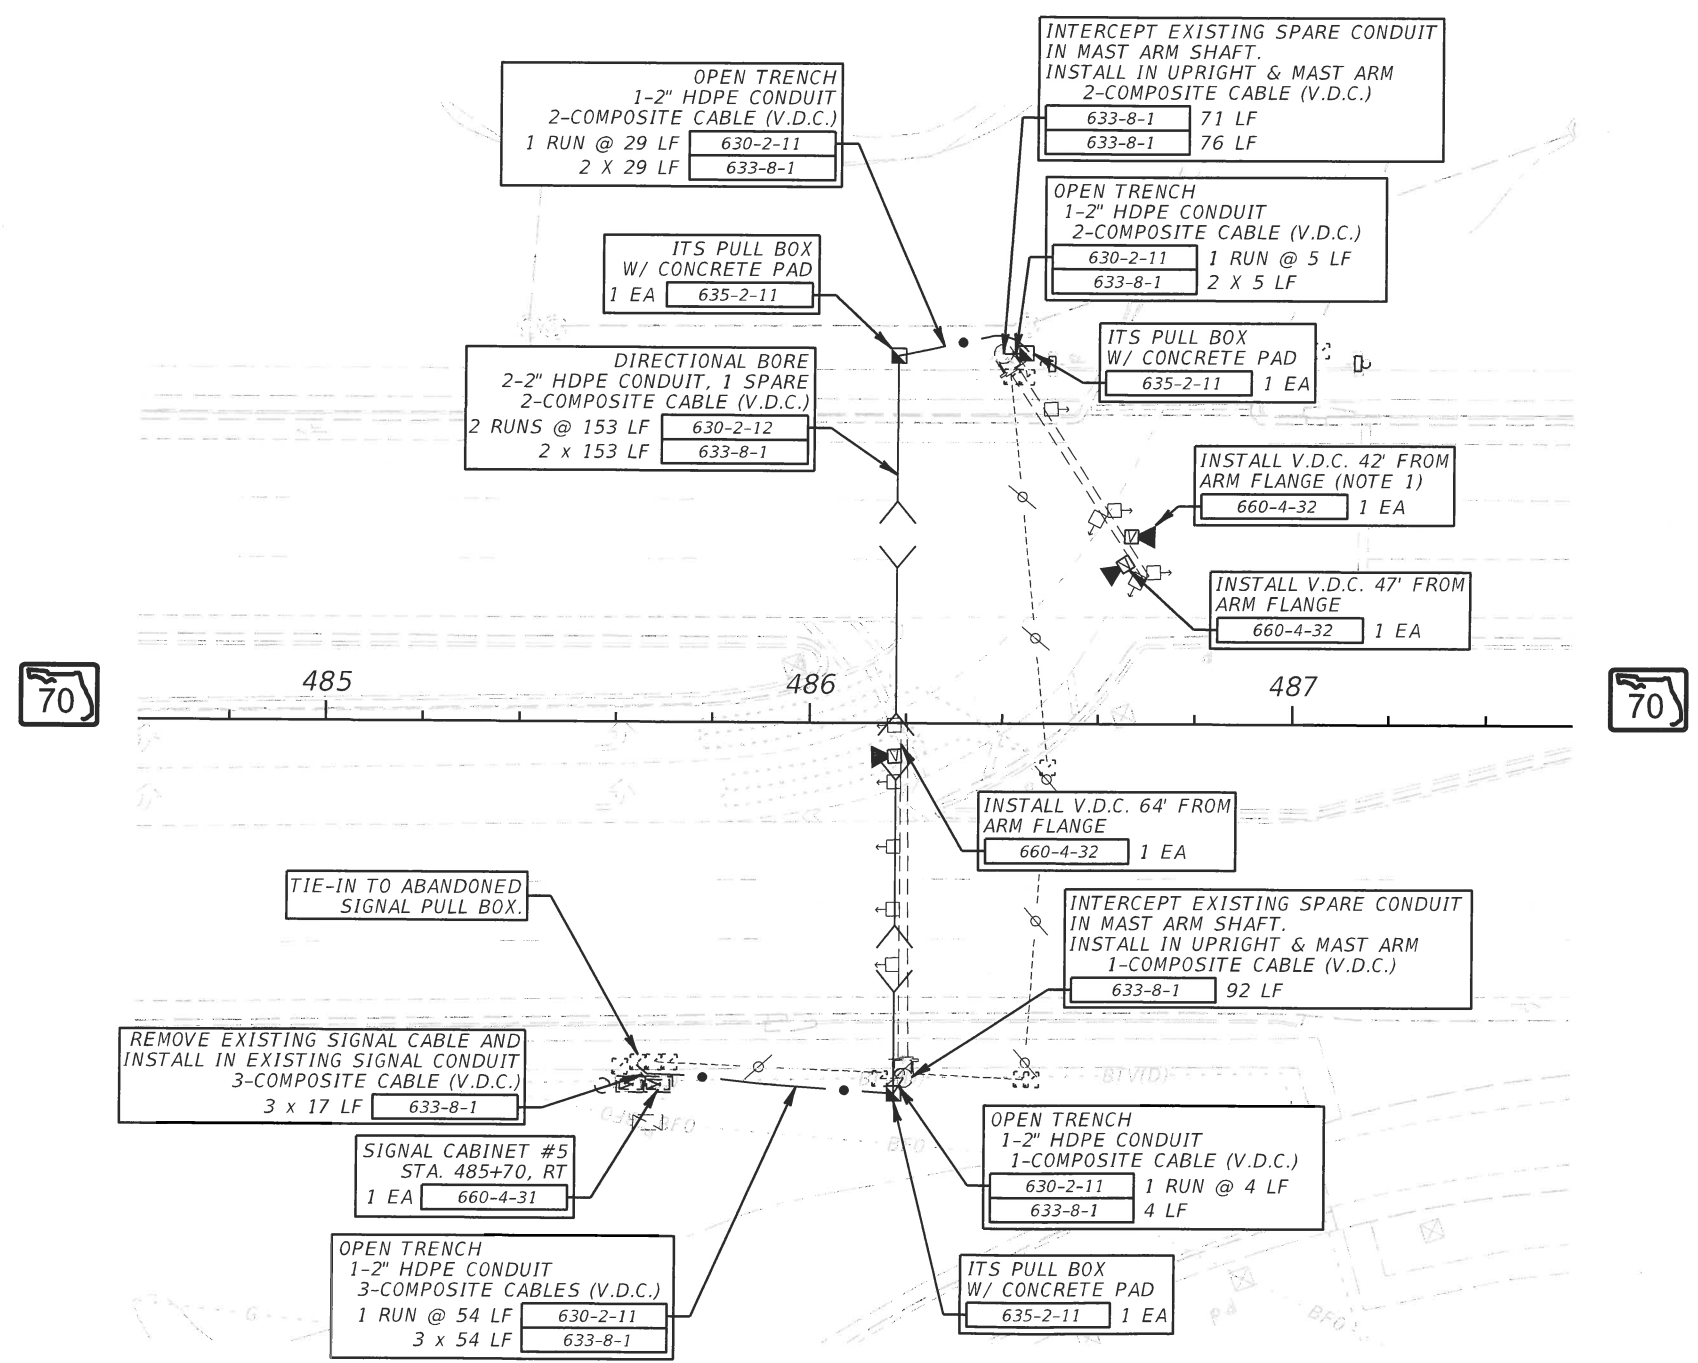 INTERCEPT EXISTING SPARE CONDUIT
IN MAST ARM SHAFT.
INSTALL IN UPRIGHT & MAST ARM
2-COMPOSITE CABLE (V.D.C.)
633-8-1 71 LF
633-8-1 76 LF
OPEN TRENCH
1-2" HDPE CONDUIT
2-COMPOSITE CABLE (V.D.C.)
1 RUN @ 29 LF 630-2-11
2 X 29 LF 633-8-1
OPEN TRENCH
1-2" HDPE CONDUIT
2-COMPOSITE CABLE (V.D.C.)
630-2-11 1 RUN @ 5 LF
633-8-1 2 X 5 LF
ITS PULL BOX
W/ CONCRETE PAD
1 EA 635-2-11
ITS PULL BOX
W/ CONCRETE PAD
635-2-11 1 EA
DIRECTIONAL BORE
2-2" HDPE CONDUIT, 1 SPARE
2-COMPOSITE CABLE (V.D.C.)
2 RUNS @ 153 LF 630-2-12
2 x 153 LF 633-8-1
INSTALL V.D.C. 42' FROM
ARM FLANGE (NOTE 1)
660-4-32 1 EA
INSTALL V.D.C. 47' FROM
ARM FLANGE
660-4-32 1 EA
70
485
486
487
70
INSTALL V.D.C. 64' FROM
ARM FLANGE
660-4-32 1 EA
TIE-IN TO ABANDONED
SIGNAL PULL BOX.
INTERCEPT EXISTING SPARE CONDUIT
IN MAST ARM SHAFT.
INSTALL IN UPRIGHT & MAST ARM
1-COMPOSITE CABLE (V.D.C.)
633-8-1 92 LF
REMOVE EXISTING SIGNAL CABLE AND
INSTALL IN EXISTING SIGNAL CONDUIT
3-COMPOSITE CABLE (V.D.C.)
3 x 17 LF 633-8-1
BTV(D)
BFO
BFO
SIGNAL CABINET #5
STA. 485+70, RT
1 EA 660-4-31
OPEN TRENCH
1-2" HDPE CONDUIT
1-COMPOSITE CABLE (V.D.C.)
630-2-11 1 RUN @ 4 LF
633-8-1 4 LF
OPEN TRENCH
1-2" HDPE CONDUIT
3-COMPOSITE CABLES (V.D.C.)
1 RUN @ 54 LF 630-2-11
3 x 54 LF 633-8-1
ITS PULL BOX
W/ CONCRETE PAD
635-2-11 1 EA
G
BFO